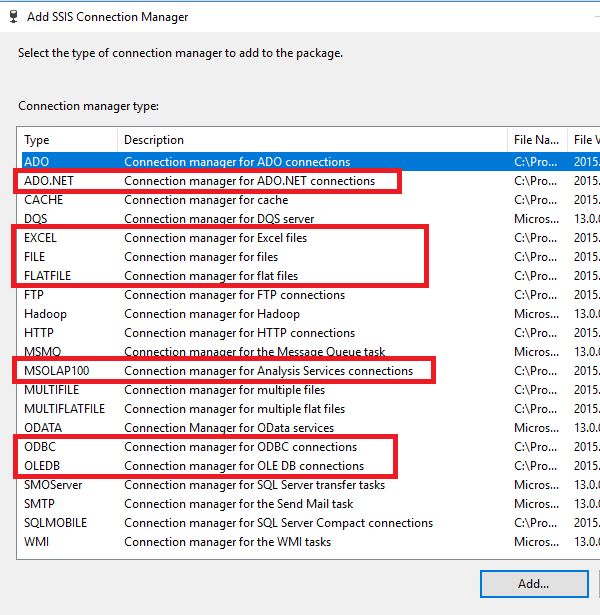 Add SSIS Connection Manager
Select the type of connection manager to add to the package.
Connection manager type:
Type Description File Na... File V
ADO Connection manager for ADO connections C:\Pro... 2015.
ADO.NET Connection manager for ADO.NET connections C:\Pro... 2015.
CACHE Connection manager for cache C:\Pro... 2015.
DQS Connection manager for DQS server Micros... 13.0.0
EXCEL Connection manager for Excel files C:\Pro... 2015.
FILE Connection manager for files C:\Pro... 2015.
FLATFILE Connection manager for flat files C:\Pro... 2015.
FTP Connection manager for FTP connections C:\Pro... 2015.
Hadoop Connection manager for Hadoop Micros... 13.0.0
HTTP Connection manager for HTTP connections C:\Pro... 2015.
MSMQ Connection manager for the Message Queue task Micros... 13.0.0
MSOLAP100 Connection manager for Analysis Services connections C:\Pro... 2015.
MULTIFILE Connection manager for multiple files C:\Pro... 2015.
MULTIFLATFILE Connection manager for multiple flat files C:\Pro... 2015.
ODATA Connection Manager for OData services Micros... 13.0.0
ODBC Connection manager for ODBC connections C:\Pro... 2015.
OLEDB Connection manager for OLE DB connections C:\Pro... 2015.
SMOServer Connection manager for SQL Server transfer tasks Micros... 13.0.0
SMTP Connection manager for the Send Mail task Micros... 13.0.0
SQLMOBILE Connection manager for SQL Server Compact connections C:\Pro... 2015.
WMI Connection manager for the WMI tasks Micros... 13.0.0
Add...